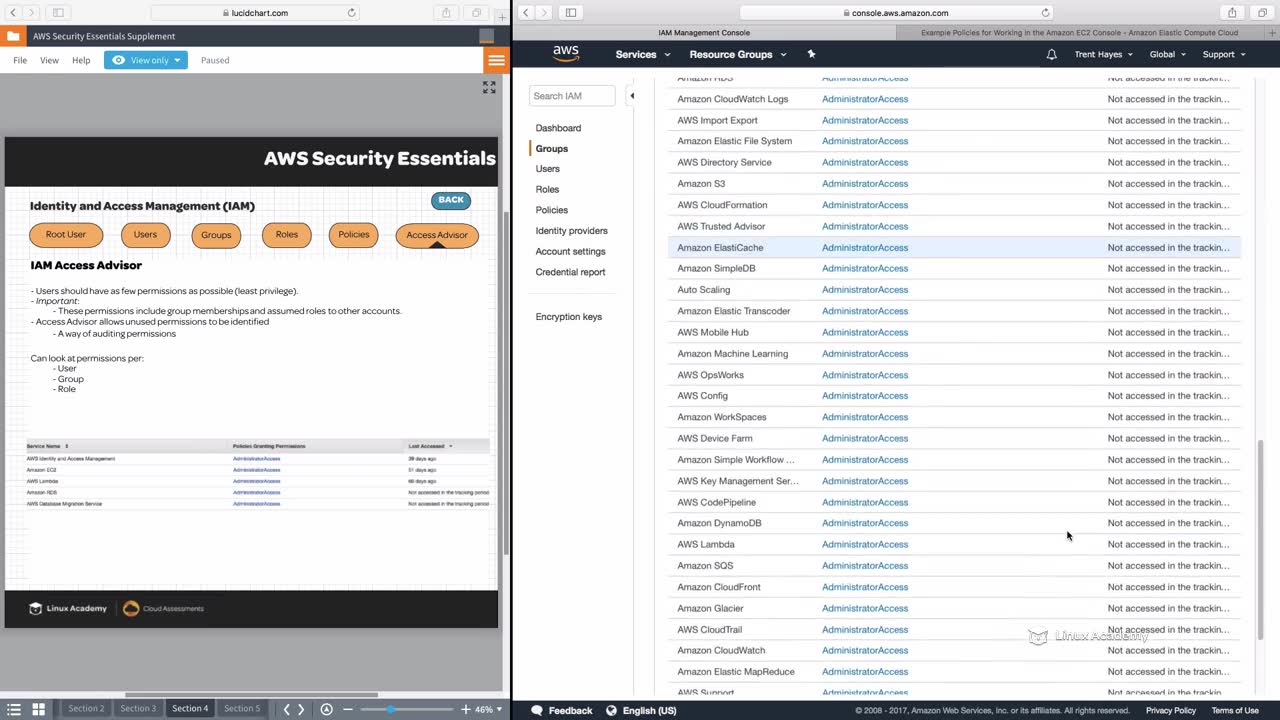 lucidchart.com
AWS Security Essentials Supplement
File View Help View only Paused
AWS Security Essentials
Identity and Access Management (IAM)
BACK
Root User Users Groups Roles Policies Access Advisor
IAM Access Advisor
- Users should have as few permissions as possible (least privilege).
- Important:
- These permissions include group memberships and assumed roles to other accounts.
- Access Advisor allows unused permissions to be identified
- A way of auditing permissions
Can look at permissions per:
- User
- Group
- Role
Service Name Policies Granting Permissions Last Accessed
AWS Identity and Access Management AdministratorAccess 39 days ago
Amazon EC2 AdministratorAccess 51 days ago
AWS Lambda AdministratorAccess 60 days ago
Amazon RDS AdministratorAccess Not accessed in the tracking period
AWS Database Migration Service AdministratorAccess Not accessed in the tracking period
Linux Academy Cloud Assessments
Section 2 Section 3 Section 4 Section 5 46%
console.aws.amazon.com
IAM Management Console Example Policies for Working in the Amazon EC2 Console - Amazon Elastic Compute Cloud
aws Services Resource Groups Trent Hayes Global Support
Search IAM
Dashboard
Groups
Users
Roles
Policies
Identity providers
Account settings
Credential report
Encryption keys
Amazon RDS AdministratorAccess Not accessed in the trackin...
Amazon CloudWatch Logs AdministratorAccess Not accessed in the trackin...
AWS Import Export AdministratorAccess Not accessed in the trackin...
Amazon Elastic File System AdministratorAccess Not accessed in the trackin...
AWS Directory Service AdministratorAccess Not accessed in the trackin...
Amazon S3 AdministratorAccess Not accessed in the trackin...
AWS CloudFormation AdministratorAccess Not accessed in the trackin...
AWS Trusted Advisor AdministratorAccess Not accessed in the trackin...
Amazon ElastiCache AdministratorAccess Not accessed in the trackin...
Amazon SimpleDB AdministratorAccess Not accessed in the trackin...
Auto Scaling AdministratorAccess Not accessed in the trackin...
Amazon Elastic Transcoder AdministratorAccess Not accessed in the trackin...
AWS Mobile Hub AdministratorAccess Not accessed in the trackin...
Amazon Machine Learning AdministratorAccess Not accessed in the trackin...
AWS OpsWorks AdministratorAccess Not accessed in the trackin...
AWS Config AdministratorAccess Not accessed in the trackin...
Amazon WorkSpaces AdministratorAccess Not accessed in the trackin...
AWS Device Farm AdministratorAccess Not accessed in the trackin...
Amazon Simple Workflow ... AdministratorAccess Not accessed in the trackin...
AWS Key Management Ser... AdministratorAccess Not accessed in the trackin...
AWS CodePipeline AdministratorAccess Not accessed in the trackin...
Amazon DynamoDB AdministratorAccess Not accessed in the trackin...
AWS Lambda AdministratorAccess Not accessed in the trackin...
Amazon SQS AdministratorAccess Not accessed in the trackin...
Amazon CloudFront AdministratorAccess Not accessed in the trackin...
Amazon Glacier AdministratorAccess Not accessed in the trackin...
AWS CloudTrail AdministratorAccess Not accessed in the trackin...
Linux Academy
Amazon CloudWatch AdministratorAccess Not accessed in the trackin...
Amazon Elastic MapReduce AdministratorAccess Not accessed in the trackin...
AWS Support AdministratorAccess Not accessed in the trackin...
Feedback English (US) © 2008 - 2017, Amazon Web Services, Inc. or its affiliates. All rights reserved. Privacy Policy Terms of Use